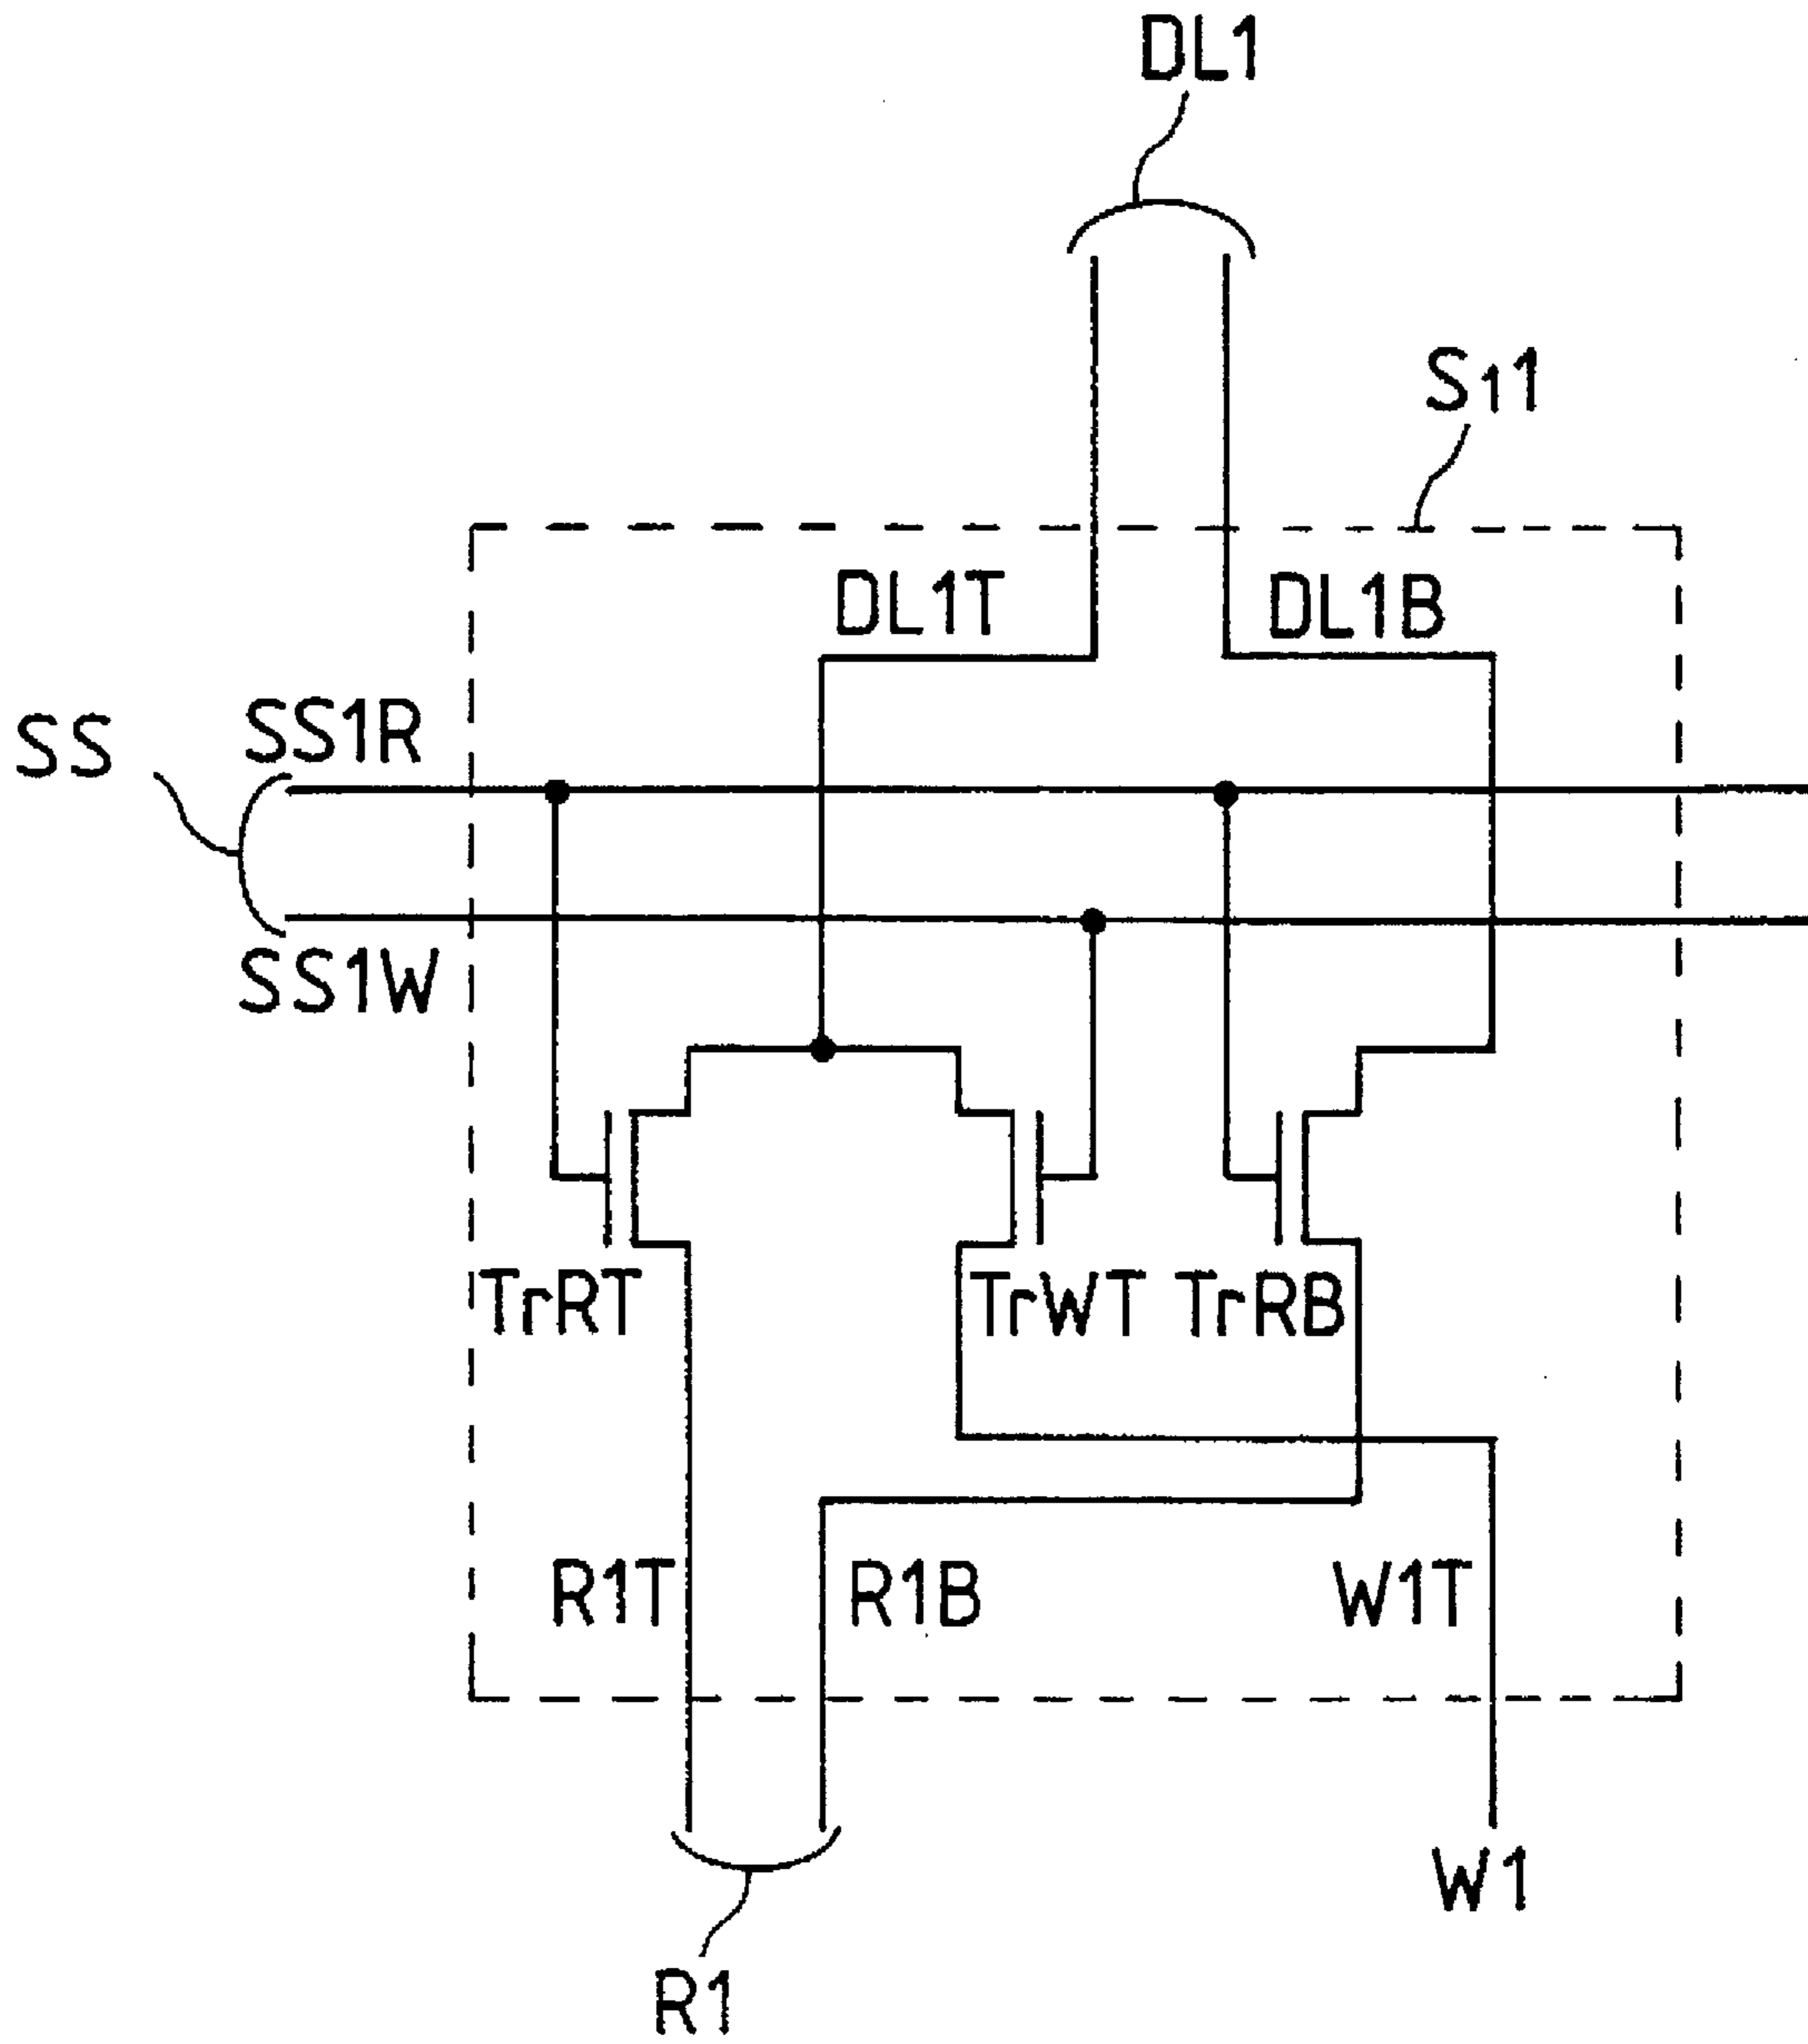 DL1
S11
DL1T
DL1B
SS
SS1R
SS1W
TrRT
TrWT
TrRB
R1T
R1B
W1T
W1
R1